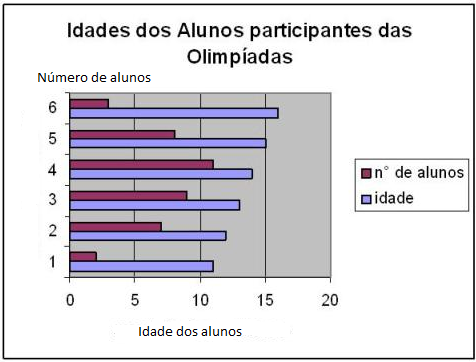 Idades dos Alunos participantes das
Olimpíadas
Número de alunos
6
5
4
3
2
1
0 5 10 15 20
Idade dos alunos
n° de alunos
idade